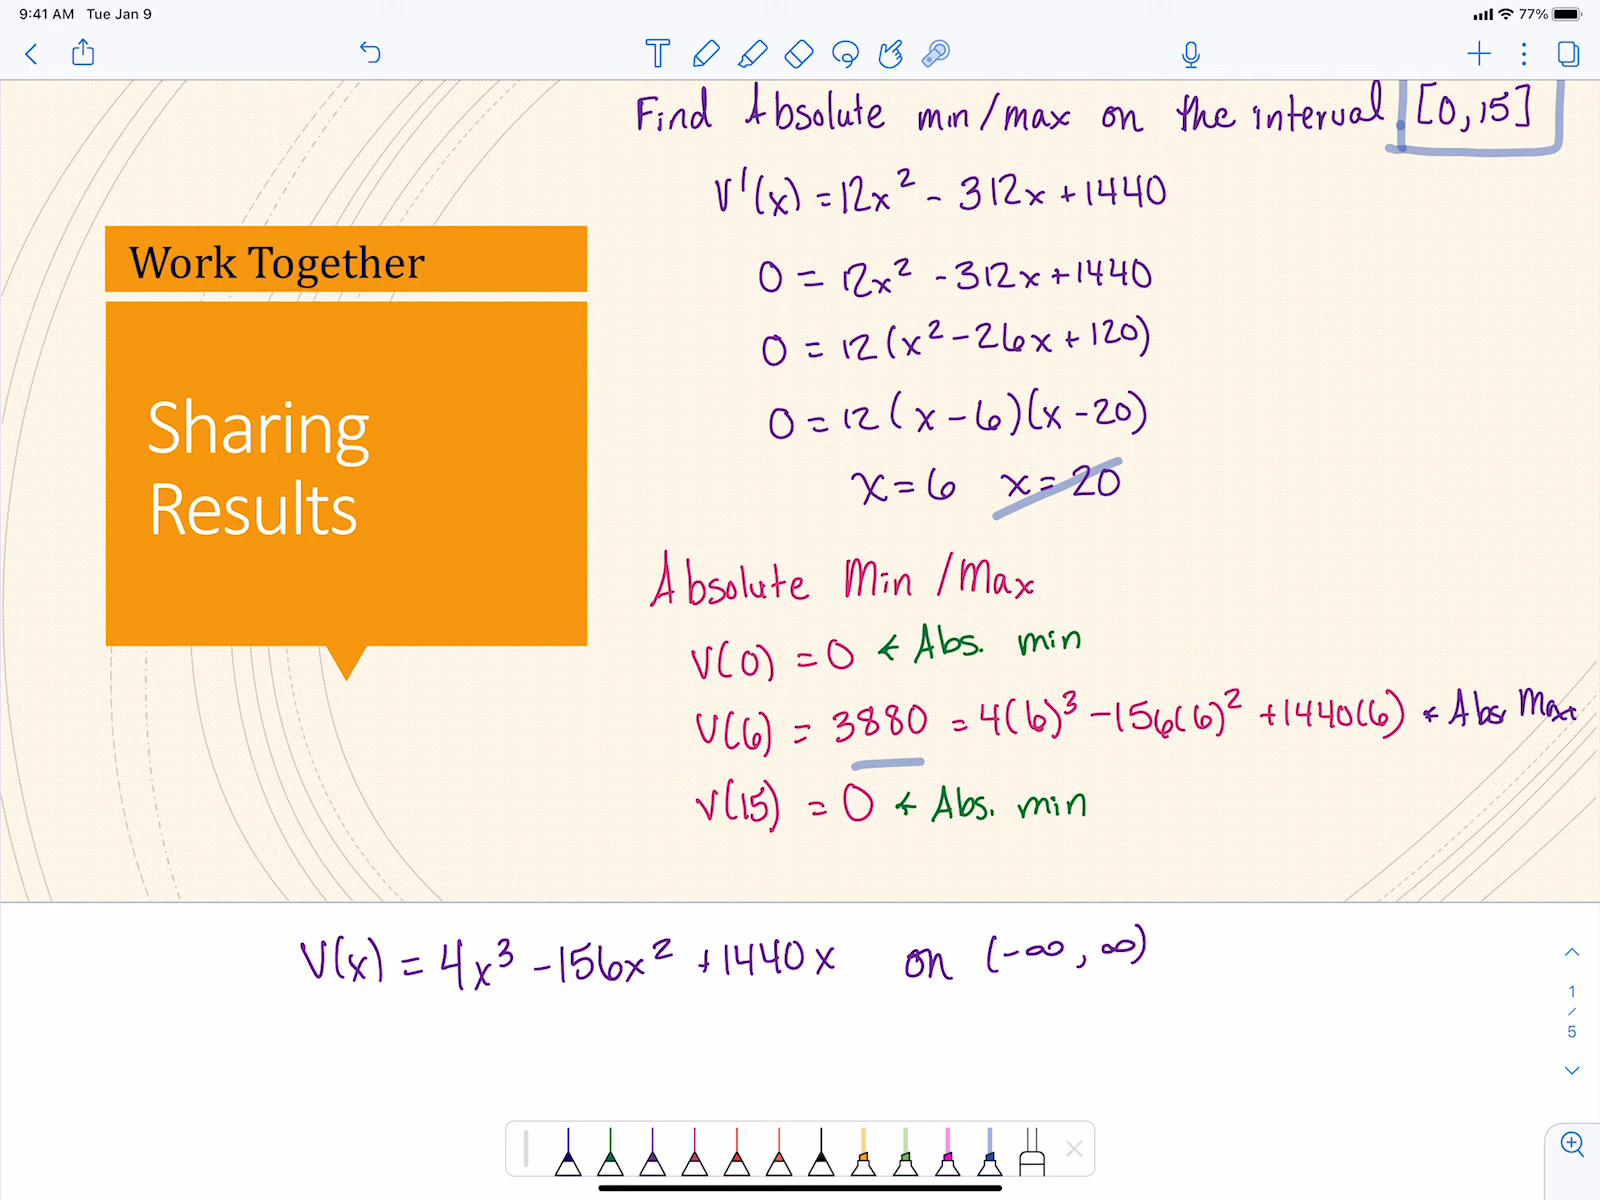 9:41 AM Tue Jan 9
77%
Find Absolute min/max on the interval [0,15]
V'(x) = 12x² - 312x + 1440
0 = 12x² - 312x + 1440
0 = 12(x² - 26x + 120)
0 = 12(x - 6)(x - 20)
x = 6 x = 20
Work Together
Sharing
Results
Absolute Min/Max
V(0) = 0 ← Abs. min
V(6) = 3880 = 4(6)³ - 156(6)² + 1440(6) ← Abs Max
V(15) = 0 ← Abs. min
V(x) = 4x³ - 156x² + 1440x on (-∞, ∞)
1
/
5